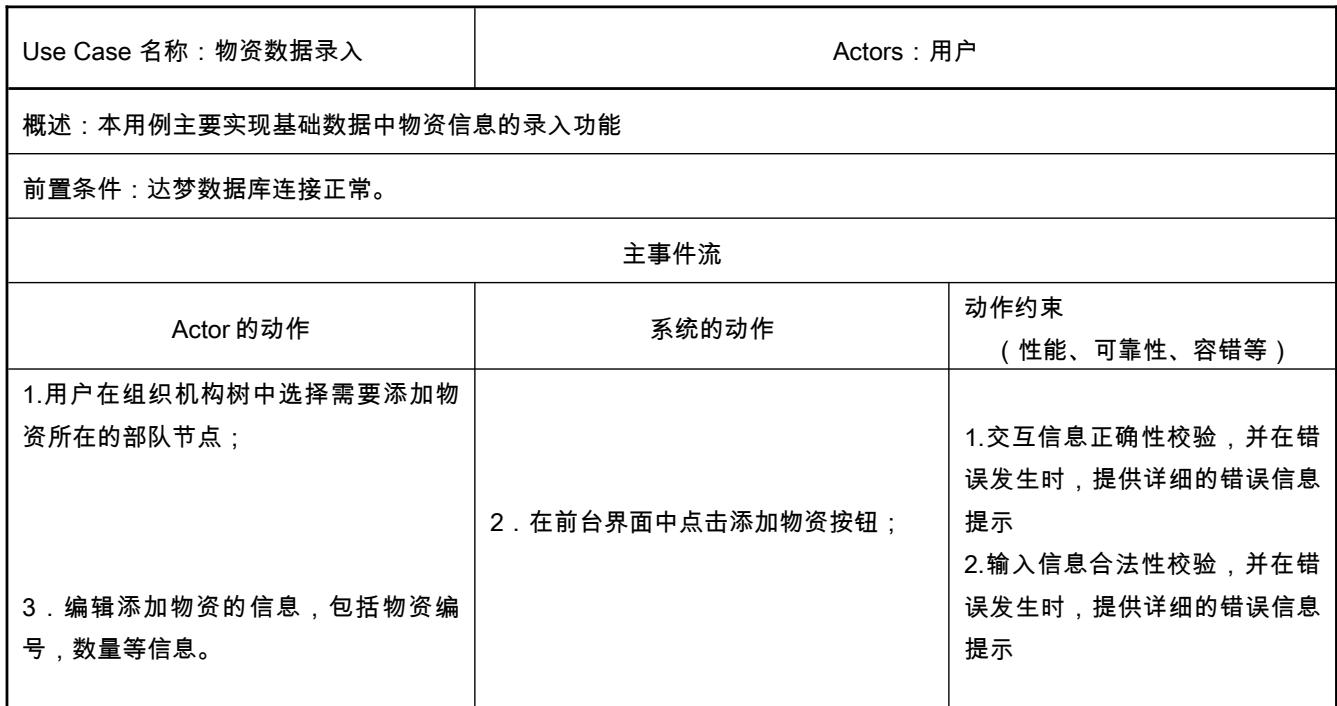 Use Case 名称：物资数据录入
Actors：用户
概述：本用例主要实现基础数据中物资信息的录入功能
前置条件：达梦数据库连接正常。
主事件流
Actor 的动作
系统的动作
动作约束
（性能、可靠性、容错等）
1.用户在组织机构树中选择需要添加物
资所在的部队节点；
3．编辑添加物资的信息，包括物资编
号，数量等信息。
2．在前台界面中点击添加物资按钮；
1.交互信息正确性校验，并在错
误发生时，提供详细的错误信息
提示
2.输入信息合法性校验，并在错
误发生时，提供详细的错误信息
提示